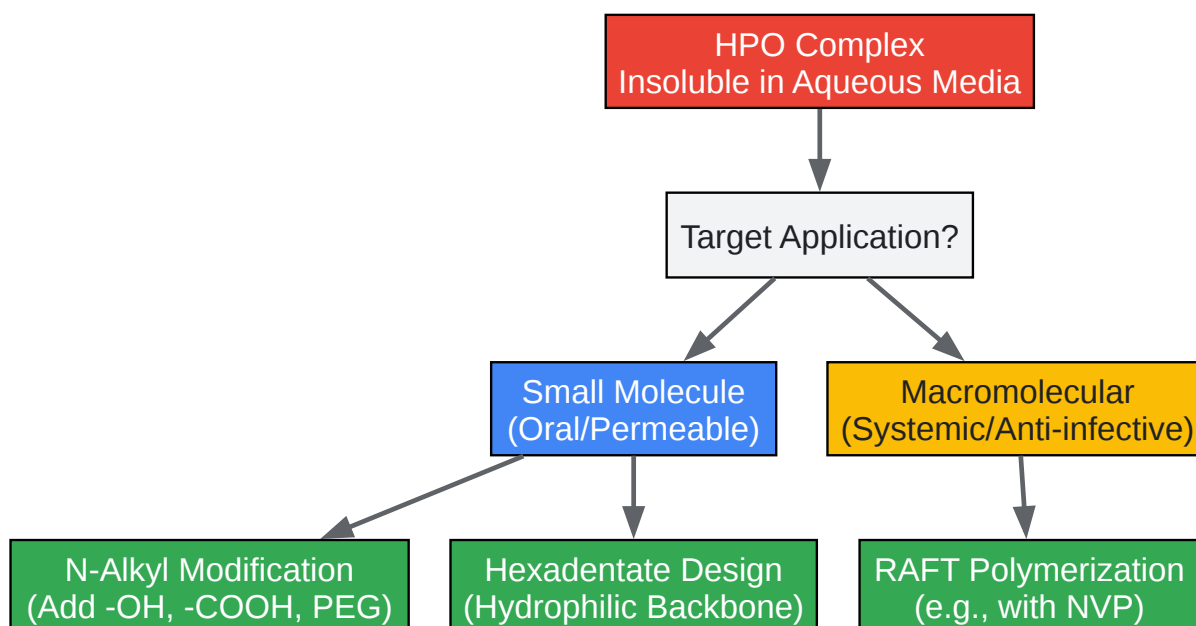 HPO Complex
Insoluble in Aqueous Media
Target Application?
Small Molecule
(Oral/Permeable)
Macromolecular
(Systemic/Anti-infective)
N-Alkyl Modification
(Add -OH, -COOH, PEG)
Hexadentate Design
(Hydrophilic Backbone)
RAFT Polymerization
(e.g., with NVP)